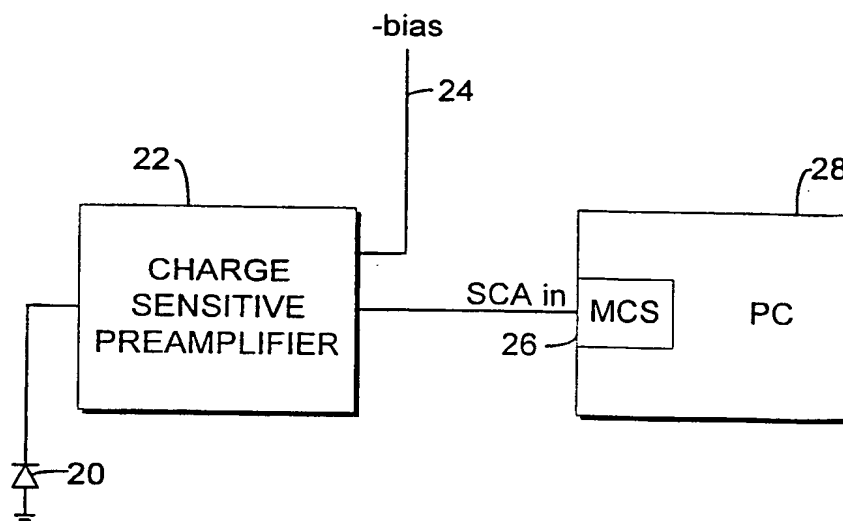 -bias
24
22
28
CHARGE
SENSITIVE
PREAMPLIFIER
SCA in
MCS
PC
26
20